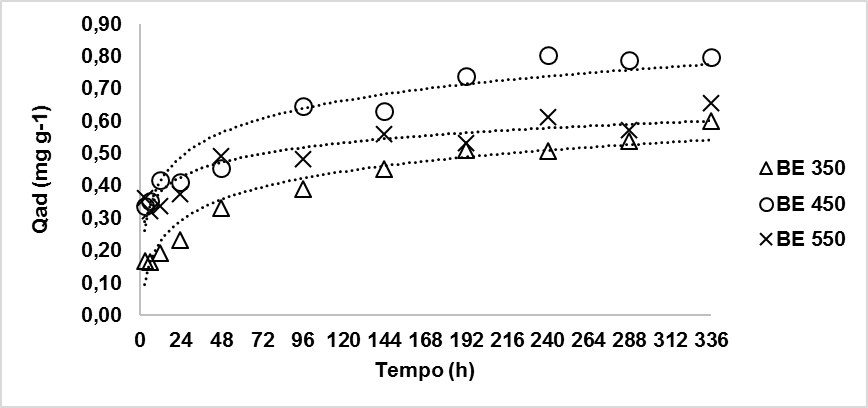 0,90
0,80
0,70
0,60
0,50
0,40
0,30
0,20
0,10
0,00
Qad (mg g-1)
0 24 48 72 96 120 144 168 192 216 240 264 288 312 336
Tempo (h)
BE 350
BE 450
BE 550